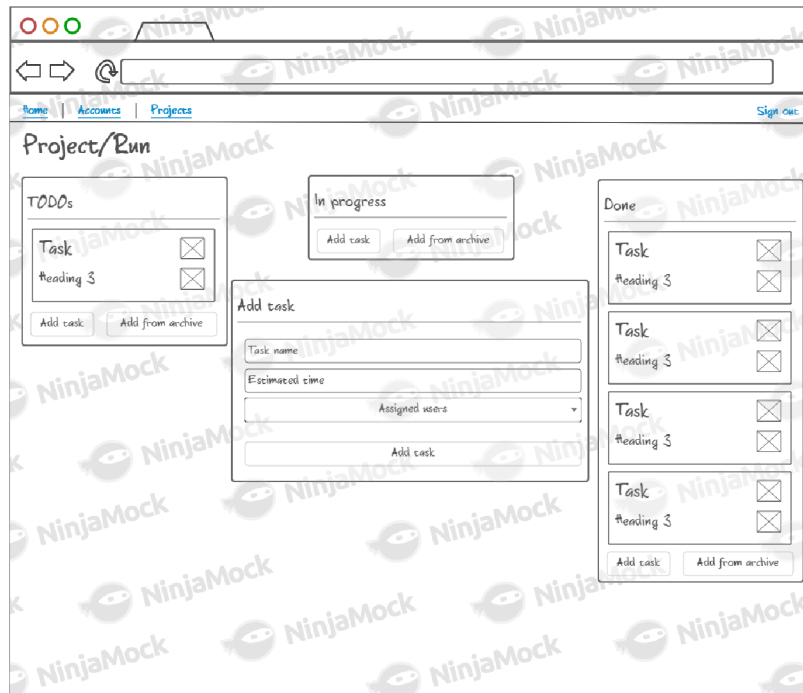 Home | Accounts | Projects
Sign out
Project/Run
TODOs
Task
Heading 3
Add task
Add from archive
In progress
Add task
Add from archive
Add task
Task name
Estimated time
Assigned users
Add task
Done
Task
Heading 3
Task
Heading 3
Task
Heading 3
Task
Heading 3
Add task
Add from archive
NinjaMock